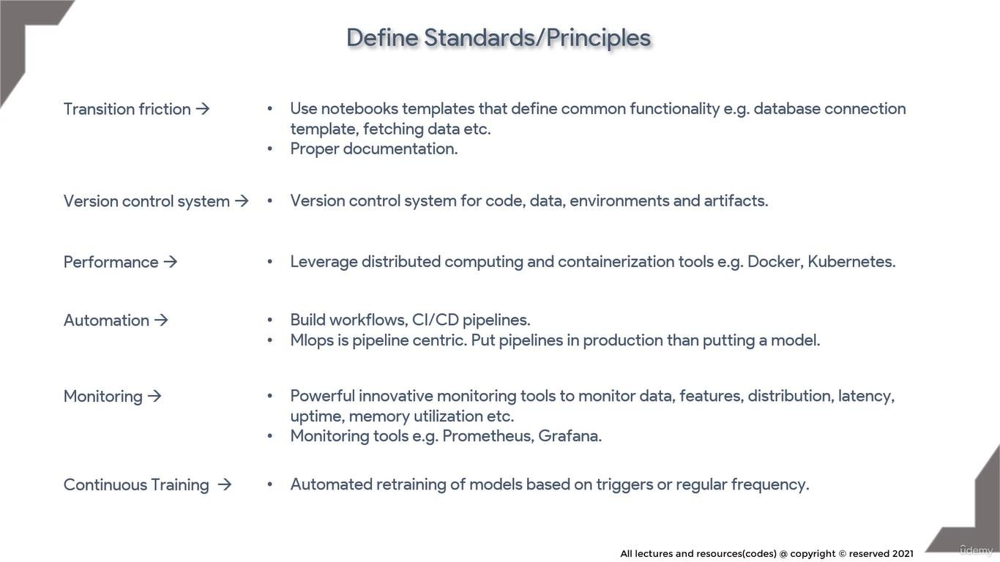 Define Standards/Principles
Transition friction →
• Use notebooks templates that define common functionality e.g. database connection
template, fetching data etc.
• Proper documentation.
Version control system →
• Version control system for code, data, environments and artifacts.
Performance →
• Leverage distributed computing and containerization tools e.g. Docker, Kubernetes.
Automation →
• Build workflows, CI/CD pipelines.
• Mlops is pipeline centric. Put pipelines in production than putting a model.
Monitoring →
• Powerful innovative monitoring tools to monitor data, features, distribution, latency,
uptime, memory utilization etc.
• Monitoring tools e.g. Prometheus, Grafana.
Continuous Training →
• Automated retraining of models based on triggers or regular frequency.
All lectures and resources(codes) @ copyright © reserved 2021
ûdemy